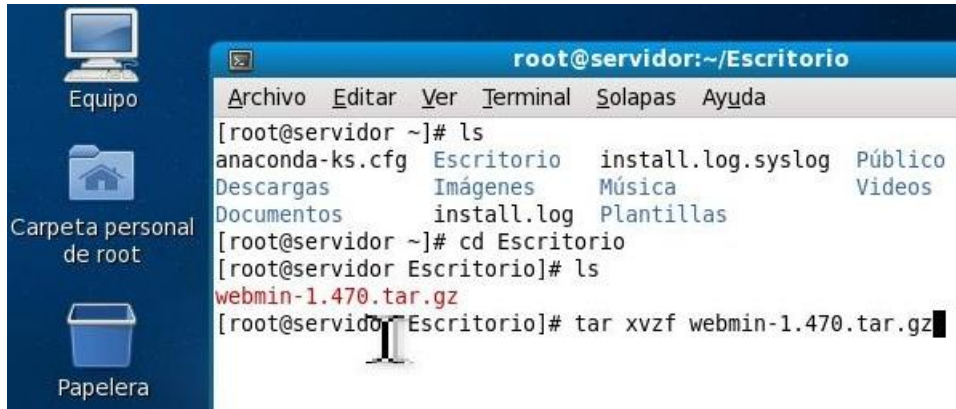 Equipo
Carpeta personal
de root
Papelera
root@servidor:~/Escritorio
Archivo Editar Ver Terminal Solapas Ayuda
[root@servidor ~]# ls
anaconda-ks.cfg Escritorio install.log.syslog Público
Descargas Imágenes Música Videos
Documentos install.log Plantillas
[root@servidor ~]# cd Escritorio
[root@servidor Escritorio]# ls
webmin-1.470.tar.gz
[root@servidor Escritorio]# tar xvzf webmin-1.470.tar.gz